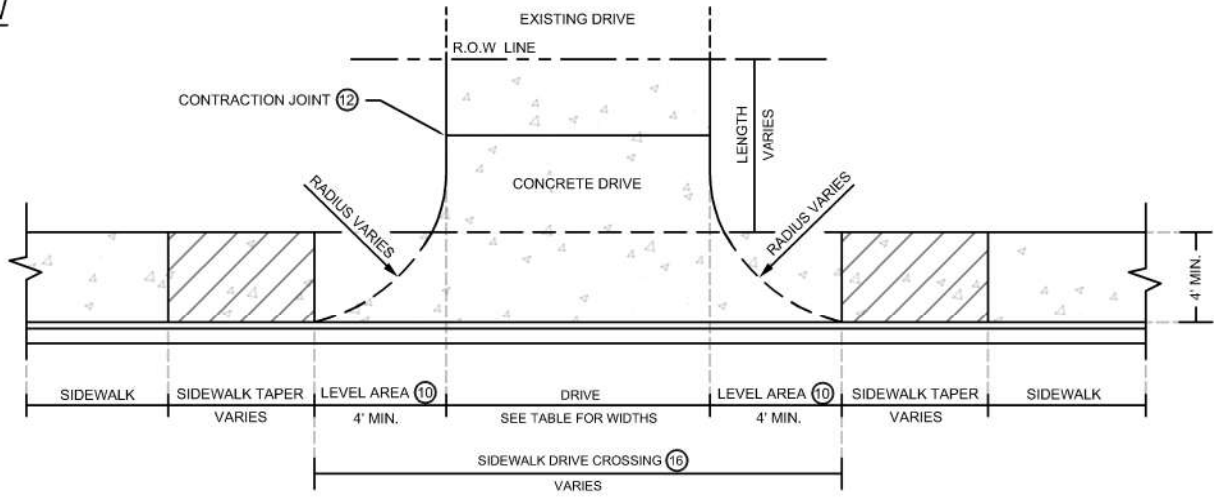 EXISTING DRIVE
R.O.W LINE
CONTRACTION JOINT 12
LENGTH
VARIES
CONCRETE DRIVE
RADIUS VARIES
RADIUS VARIES
4' MIN.
SIDEWALK
SIDEWALK TAPER
VARIES
LEVEL AREA 10
4' MIN.
DRIVE
SEE TABLE FOR WIDTHS
LEVEL AREA 10
4' MIN.
SIDEWALK TAPER
VARIES
SIDEWALK
SIDEWALK DRIVE CROSSING 16
VARIES